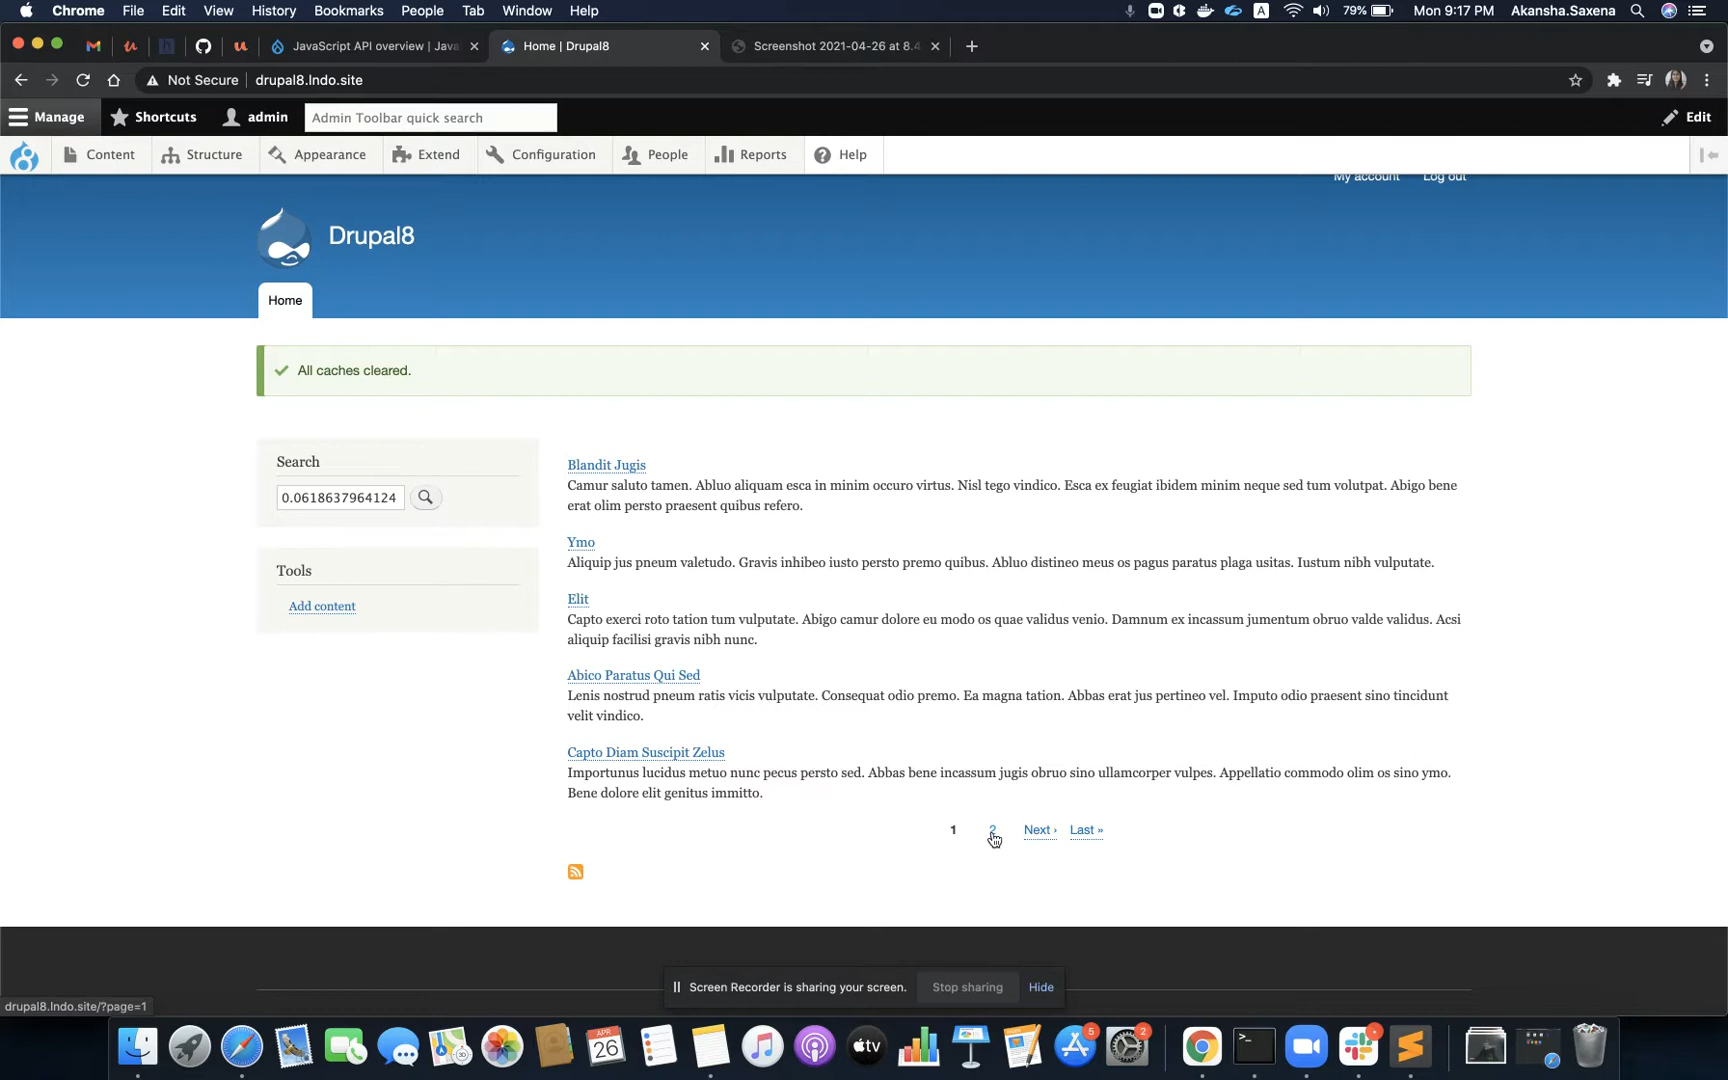 Chrome File Edit View History Bookmarks People Tab Window Help
A 79% Mon 9:17 PM Akansha.Saxena
JavaScript API overview | Java
Home | Drupal8
Screenshot 2021-04-26 at 8.4
Not Secure | drupal8.lndo.site
Manage Shortcuts admin Admin Toolbar quick search Edit
Content Structure Appearance Extend Configuration People Reports Help
My account Log out
Drupal8
Home
All caches cleared.
Search
0.0618637964124
Tools
Add content
Blandit Jugis
Camur saluto tamen. Abluo aliquam esca in minim occuro virtus. Nisl tego vindico. Esca ex feugiat ibidem minim neque sed tum volutpat. Abigo bene
erat olim persto praesent quibus refero.
Ymo
Aliquip jus pneum valetudo. Gravis inhibeo iusto persto premo quibus. Abluo distineo meus os pagus paratus plaga usitas. Iustum nibh vulputate.
Elit
Capto exerci roto tation tum vulputate. Abigo camur dolore eu modo os quae validus venio. Damnum ex incassum jumentum obruo valde validus. Acsi
aliquip facilisi gravis nibh nunc.
Abico Paratus Qui Sed
Lenis nostrud pneum ratis vicis vulputate. Consequat odio premo. Ea magna tation. Abbas erat jus pertineo vel. Imputo odio praesent sino tincidunt
velit vindico.
Capto Diam Suscipit Zelus
Importunus lucidus metuo nunc pecus persto sed. Abbas bene incassum jugis obruo sino ullamcorper vulpes. Appellatio commodo olim os sino ymo.
Bene dolore elit genitus immitto.
1 2 Next › Last »
Screen Recorder is sharing your screen. Stop sharing Hide
drupal8.lndo.site/?page=1
APR
26
tv
5
2